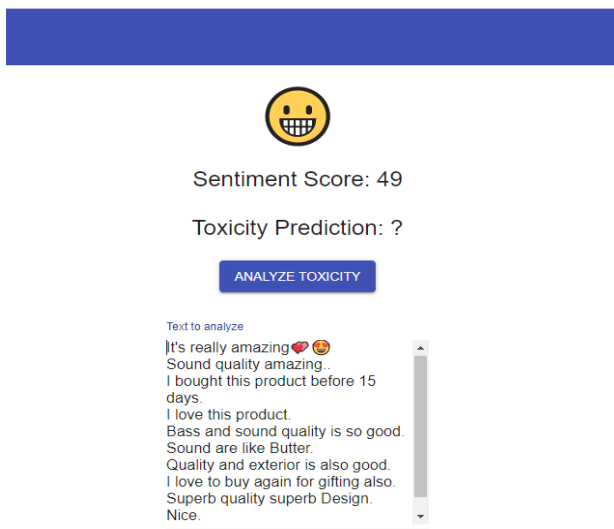 Sentiment Score: 49
Toxicity Prediction: ?
ANALYZE TOXICITY
Text to analyze
It's really amazing💕😍
Sound quality amazing..
I bought this product before 15
days.
I love this product.
Bass and sound quality is so good.
Sound are like Butter.
Quality and exterior is also good.
I love to buy again for gifting also.
Superb quality superb Design.
Nice.